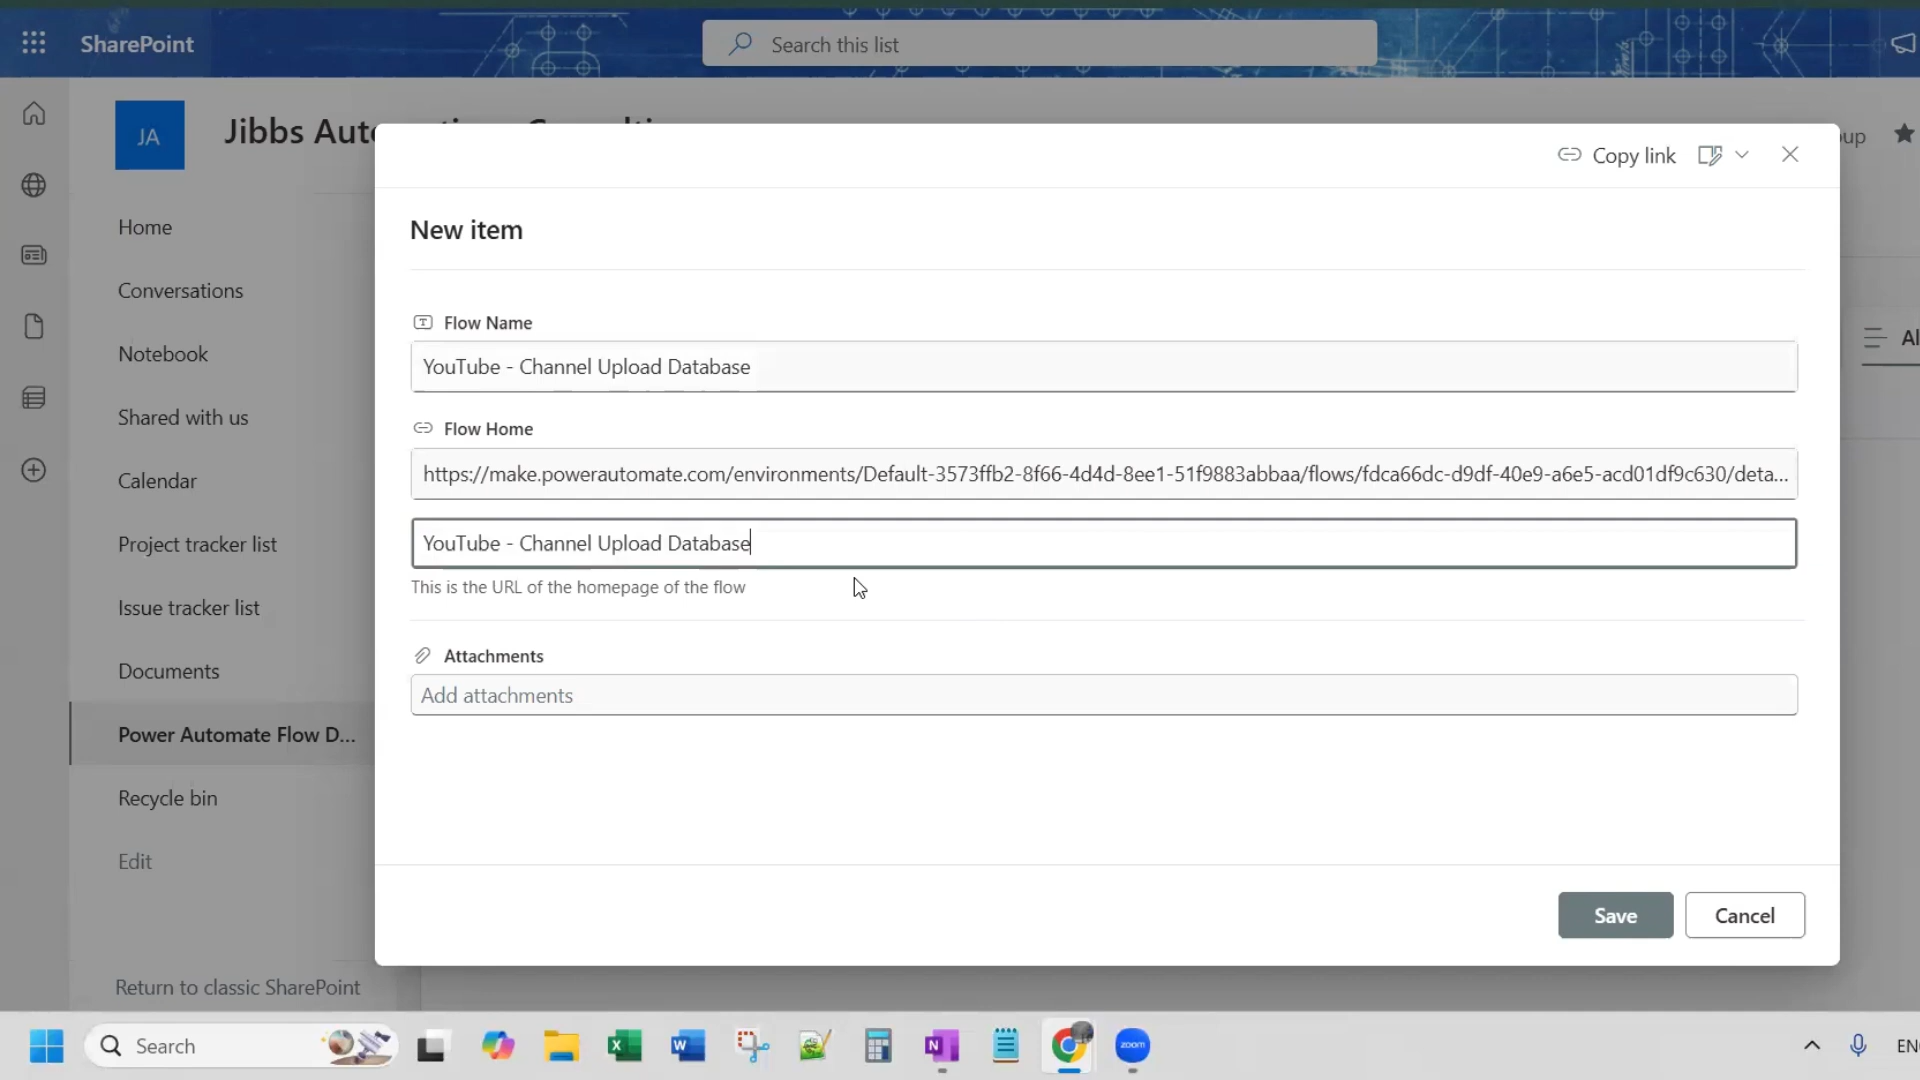 SharePoint
Search this list
JA
Jibbs
Copy link
Home
Conversations
Notebook
Shared with us
Calendar
Project tracker list
Issue tracker list
Documents
Power Automate Flow D...
Recycle bin
Edit
Return to classic SharePoint
New item
Flow Name
YouTube - Channel Upload Database
Flow Home
https://make.powerautomate.com/environments/Default-3573ffb2-8f66-4d4d-8ee1-51f9883abbaa/flows/fdca66dc-d9df-40e9-a6e5-acd01df9c630/deta...
YouTube - Channel Upload Database
This is the URL of the homepage of the flow
Attachments
Add attachments
Save
Cancel
Search
zoom